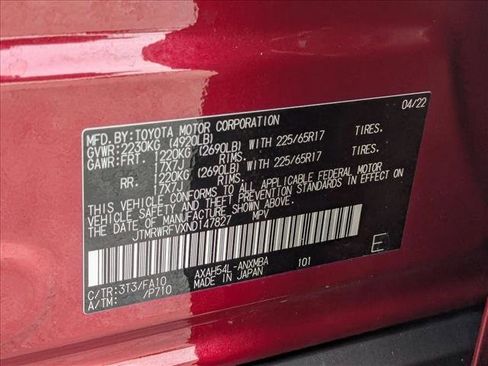 MFD.BY:TOYOTA MOTOR CORPORATION 04/22
GVWR:2230KG (4920LB)
GAWR:FRT. 1220KG (2690LB) WITH 225/65R17 TIRES.
17X7J RIMS.
RR. 1220KG (2690LB) WITH 225/65R17 TIRES.
17X7J RIMS.
THIS VEHICLE CONFORMS TO ALL APPLICABLE FEDERAL MOTOR
VEHICLE SAFETY AND THEFT PREVENTION STANDARDS IN EFFECT ON
THE DATE OF MANUFACTURE SHOWN ABOVE.
JTMRWRFVXND147827 MPV
E
C/TR:3T3/FA10 AXAH54L-ANXMBA 101
A/TM: /P710 MADE IN JAPAN